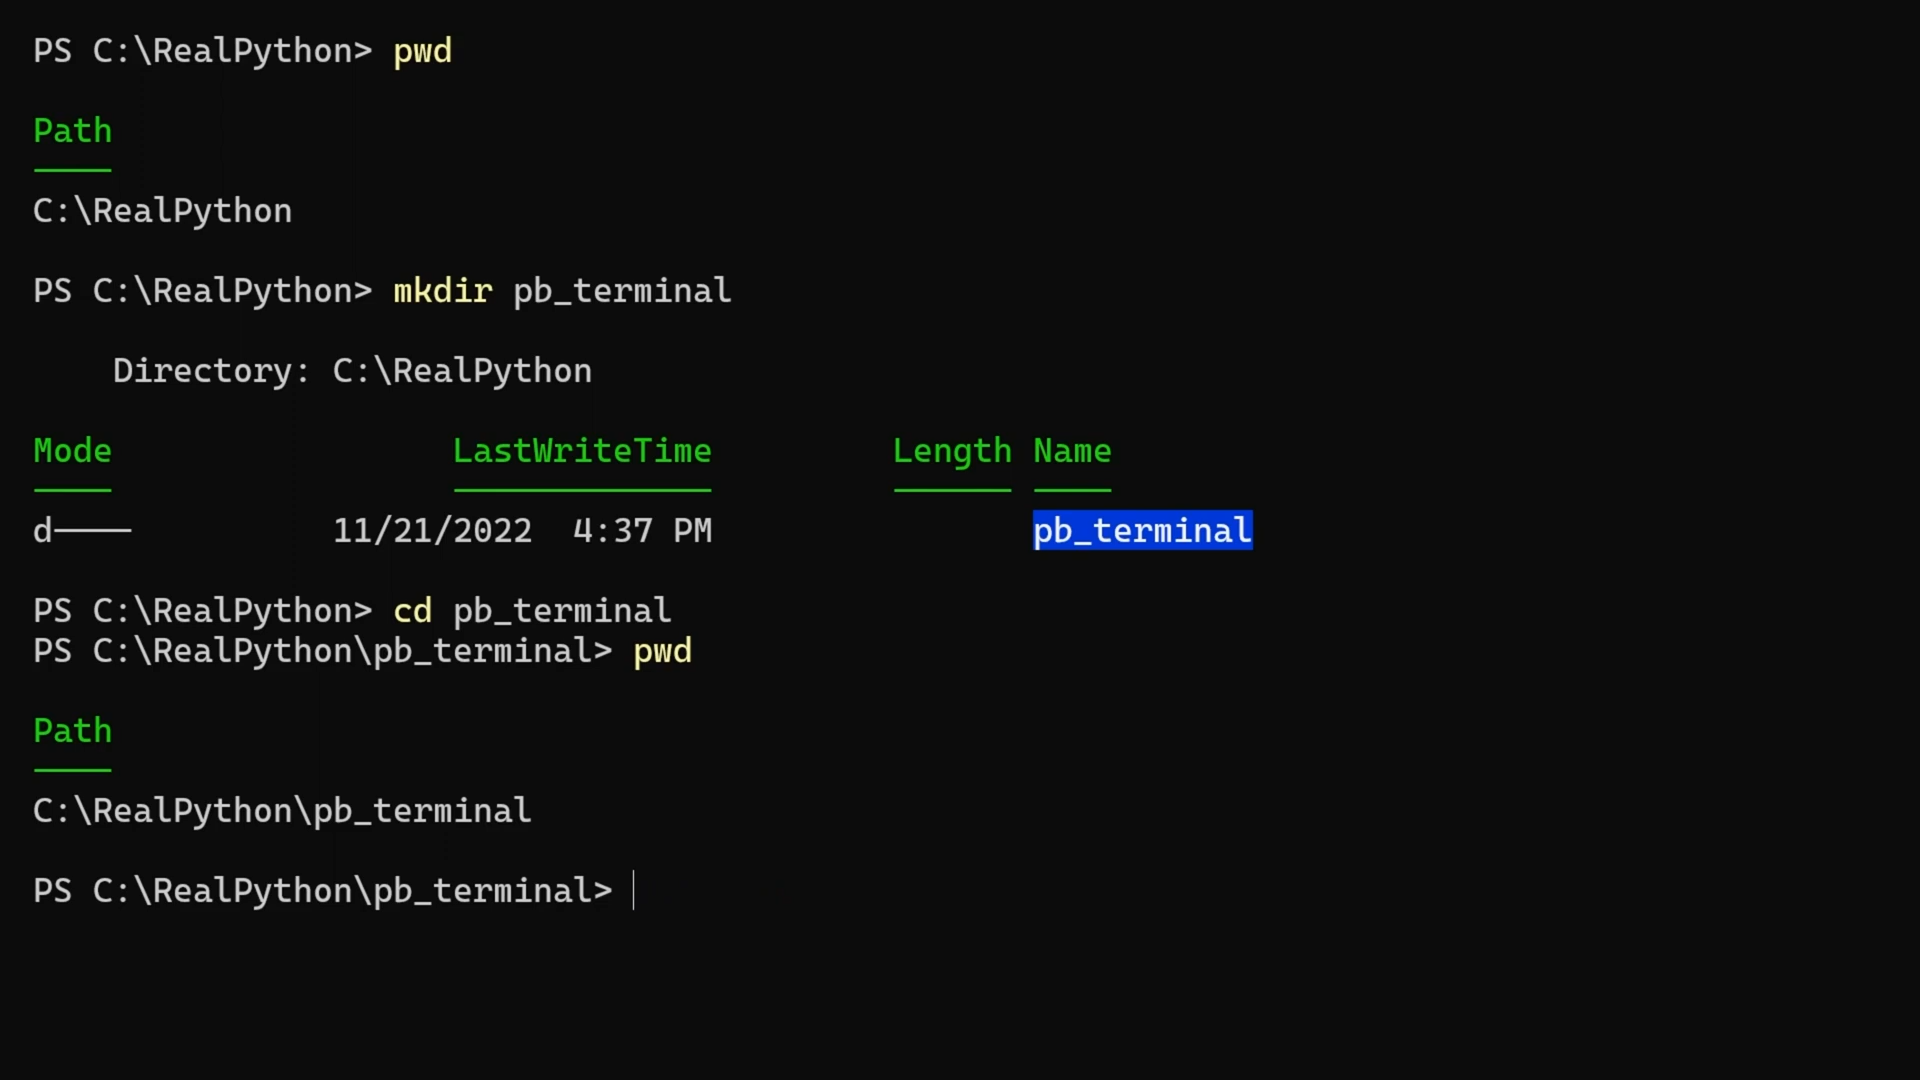 PS C:\RealPython> pwd
Path
----
C:\RealPython
PS C:\RealPython> mkdir pb_terminal
Directory: C:\RealPython
Mode LastWriteTime Length Name
---- ------------- ------ ----
d---- 11/21/2022 4:37 PM pb_terminal
PS C:\RealPython> cd pb_terminal
PS C:\RealPython\pb_terminal> pwd
Path
----
C:\RealPython\pb_terminal
PS C:\RealPython\pb_terminal>